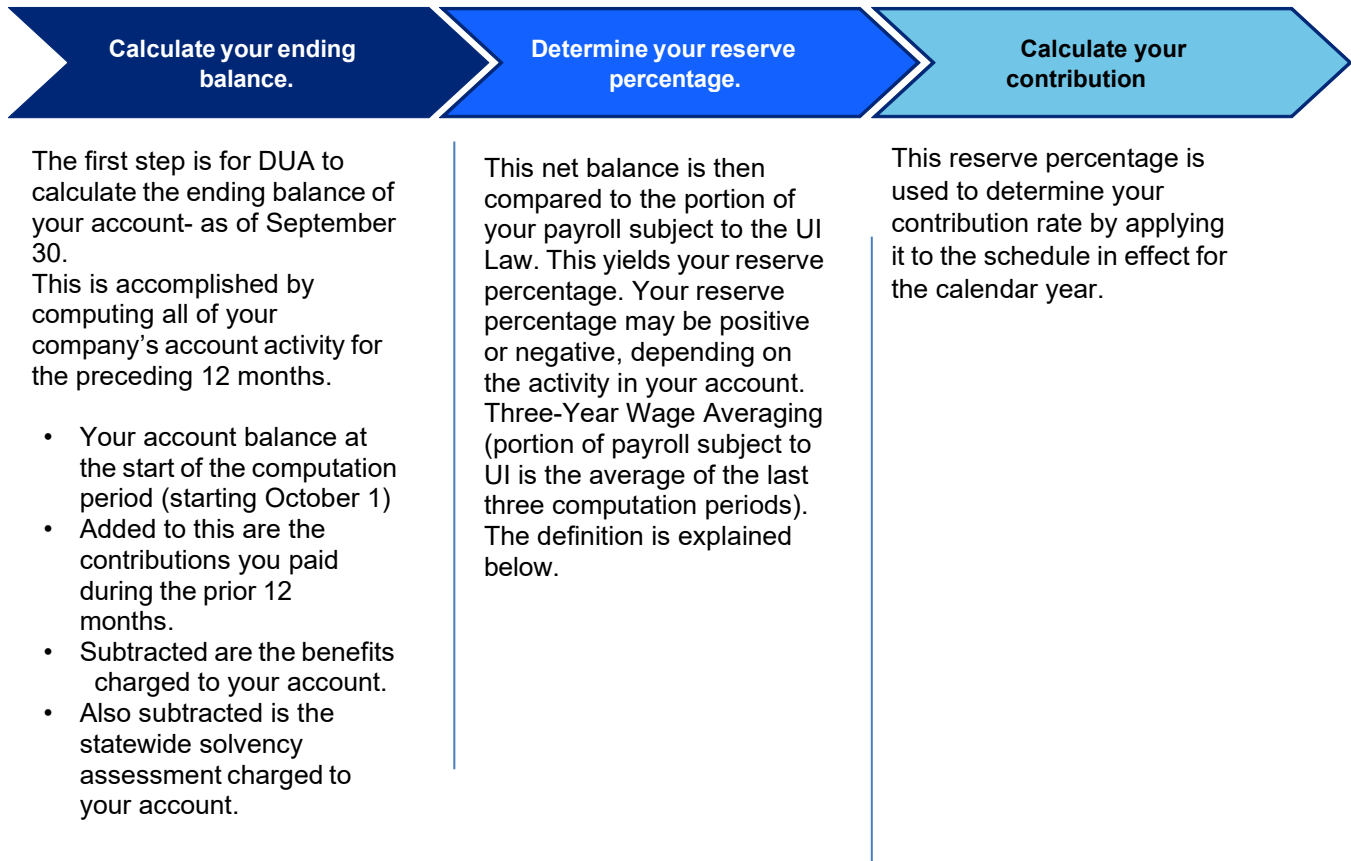 Calculate your ending
balance.
Determine your reserve
percentage.
Calculate your
contribution
The first step is for DUA to
calculate the ending balance of
your account- as of September
30.
This is accomplished by
computing all of your
company’s account activity for
the preceding 12 months.
• Your account balance at
the start of the computation
period (starting October 1)
• Added to this are the
contributions you paid
during the prior 12
months.
• Subtracted are the benefits
charged to your account.
• Also subtracted is the
statewide solvency
assessment charged to
your account.
This net balance is then
compared to the portion of
your payroll subject to the UI
Law. This yields your reserve
percentage. Your reserve
percentage may be positive
or negative, depending on
the activity in your account.
Three-Year Wage Averaging
(portion of payroll subject to
UI is the average of the last
three computation periods).
The definition is explained
below.
This reserve percentage is
used to determine your
contribution rate by applying
it to the schedule in effect for
the calendar year.